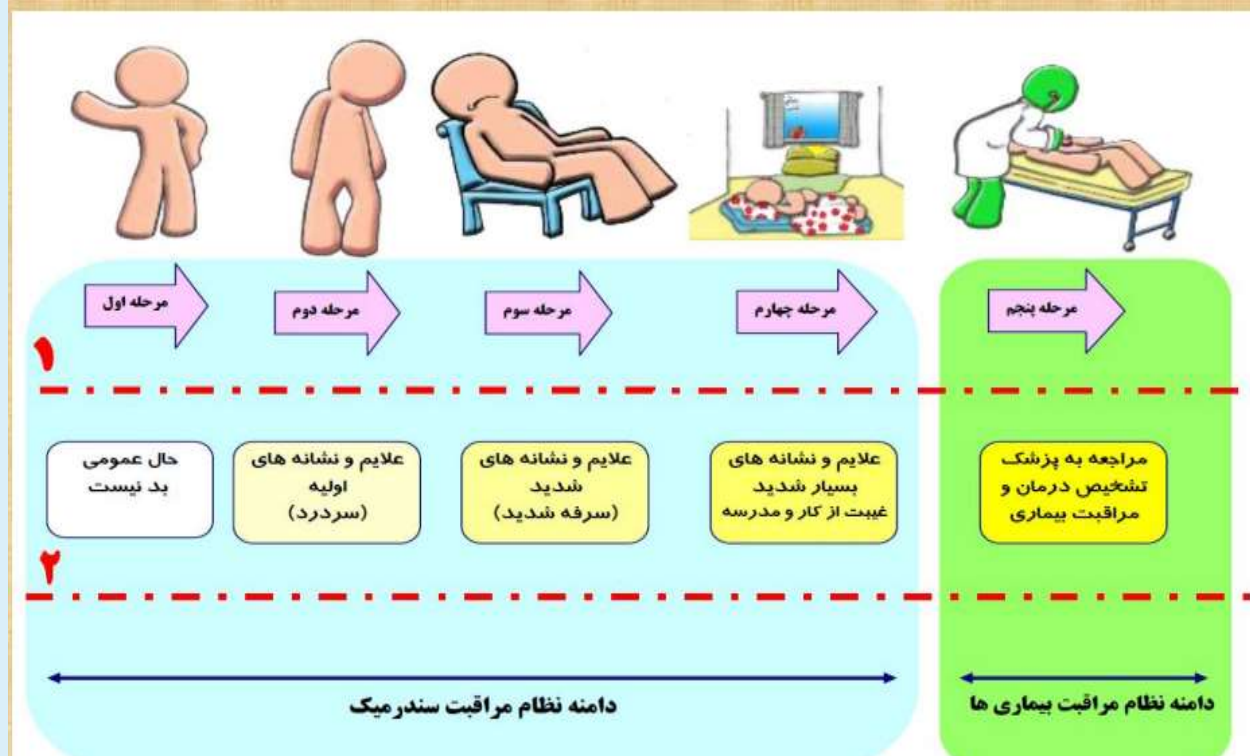 مرحله اول
مرحله دوم
مرحله سوم
مرحله چهارم
مرحله پنجم
۱
حال عمومی
بد نیست
علایم و نشانه های
اولیه
(سردرد)
علایم و نشانه های
شدید
(سرفه شدید)
علایم و نشانه های
بسیار شدید
غیبت از کار و مدرسه
مراجعه به پزشک
تشخیص درمان و
مراقبت بیماری
۲
دامنه نظام مراقبت سندرمیک
دامنه نظام مراقبت بیماری ها